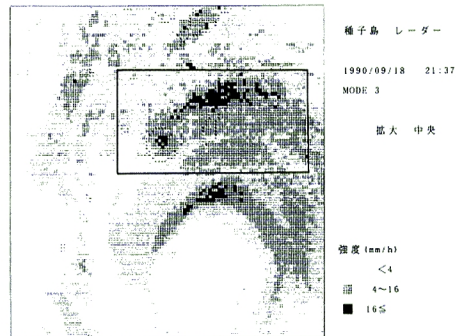 種子島 レーダー
1990/09/18 21:37
MODE 3
拡大 中央
強度(mm/h)
<4
4~16
16≦